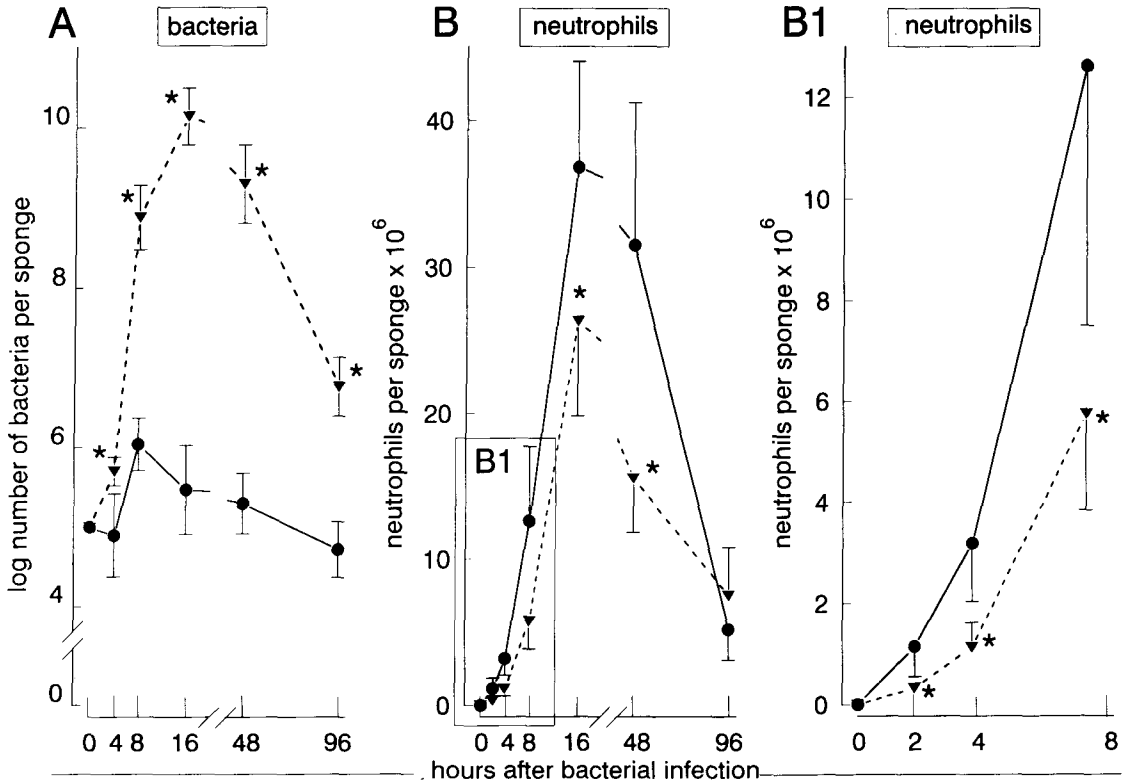 A
bacteria
log number of bacteria per sponge
10
8
6
4
0
0 4 8 16 48 96
* * * * * *
B
neutrophils
neutrophils per sponge x 10^6
40
30
20
10
0
B1
* *
0 4 8 16 48 96
B1
neutrophils
neutrophils per sponge x 10^6
12
10
8
6
4
2
0
* * *
0 2 4 8
hours after bacterial infection